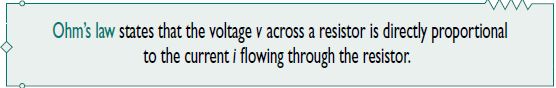 Ohm's law states that the voltage v across a resistor is directly proportional
to the current i flowing through the resistor.